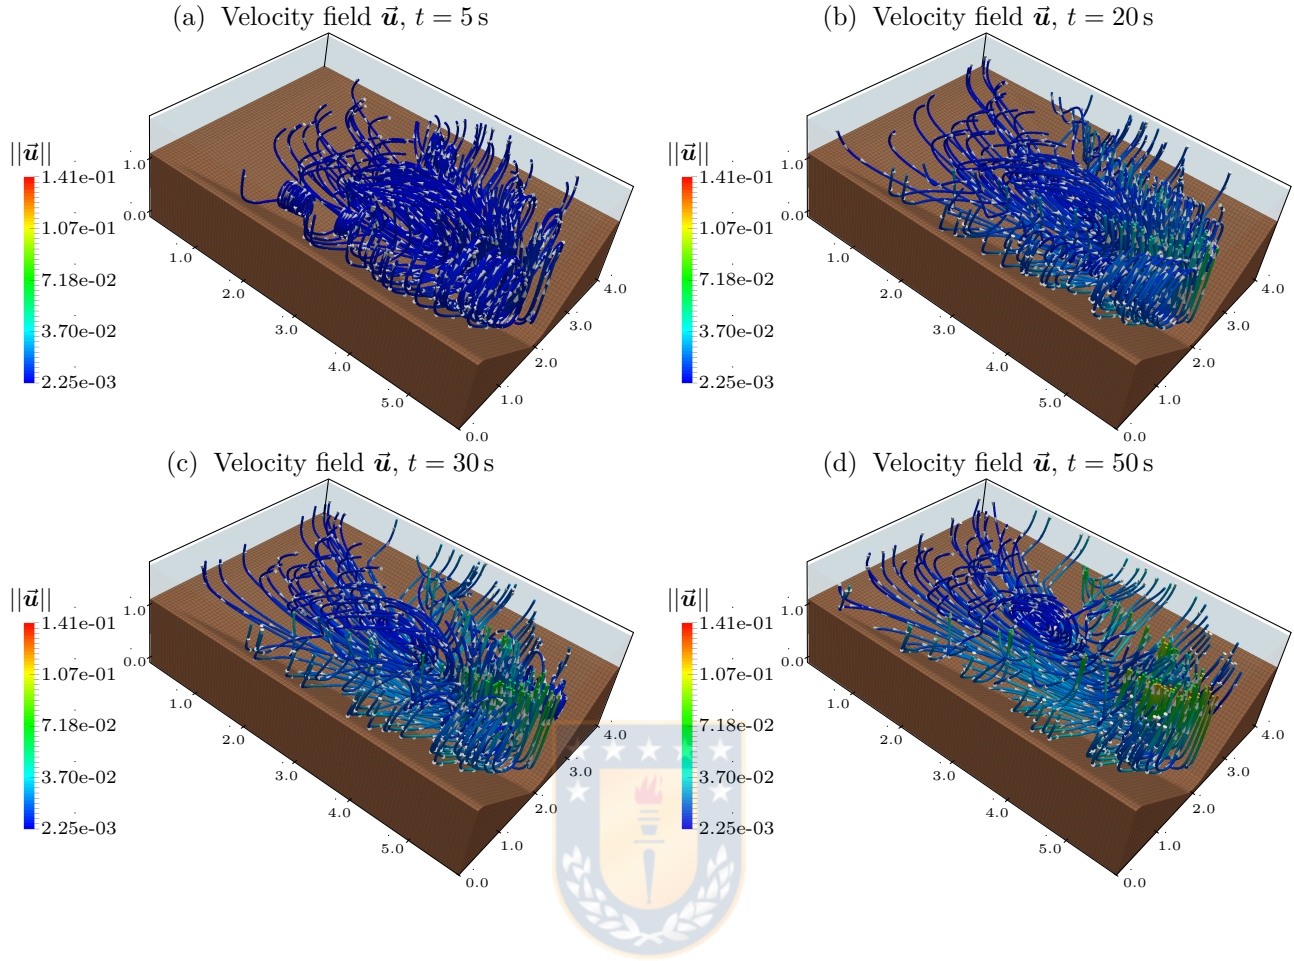 (a) Velocity field u⃗, t = 5 s
||u⃗||
1.41e-01
1.07e-01
7.18e-02
3.70e-02
2.25e-03
1.0
0.0
1.0
2.0
3.0
4.0
5.0
0.0
1.0
2.0
3.0
4.0
(b) Velocity field u⃗, t = 20 s
||u⃗||
1.41e-01
1.07e-01
7.18e-02
3.70e-02
2.25e-03
1.0
0.0
1.0
2.0
3.0
4.0
5.0
0.0
1.0
2.0
3.0
4.0
(c) Velocity field u⃗, t = 30 s
||u⃗||
1.41e-01
1.07e-01
7.18e-02
3.70e-02
2.25e-03
1.0
0.0
1.0
2.0
3.0
4.0
5.0
0.0
1.0
2.0
3.0
4.0
(d) Velocity field u⃗, t = 50 s
||u⃗||
1.41e-01
1.07e-01
7.18e-02
3.70e-02
2.25e-03
1.0
0.0
1.0
2.0
3.0
4.0
5.0
0.0
1.0
2.0
3.0
4.0